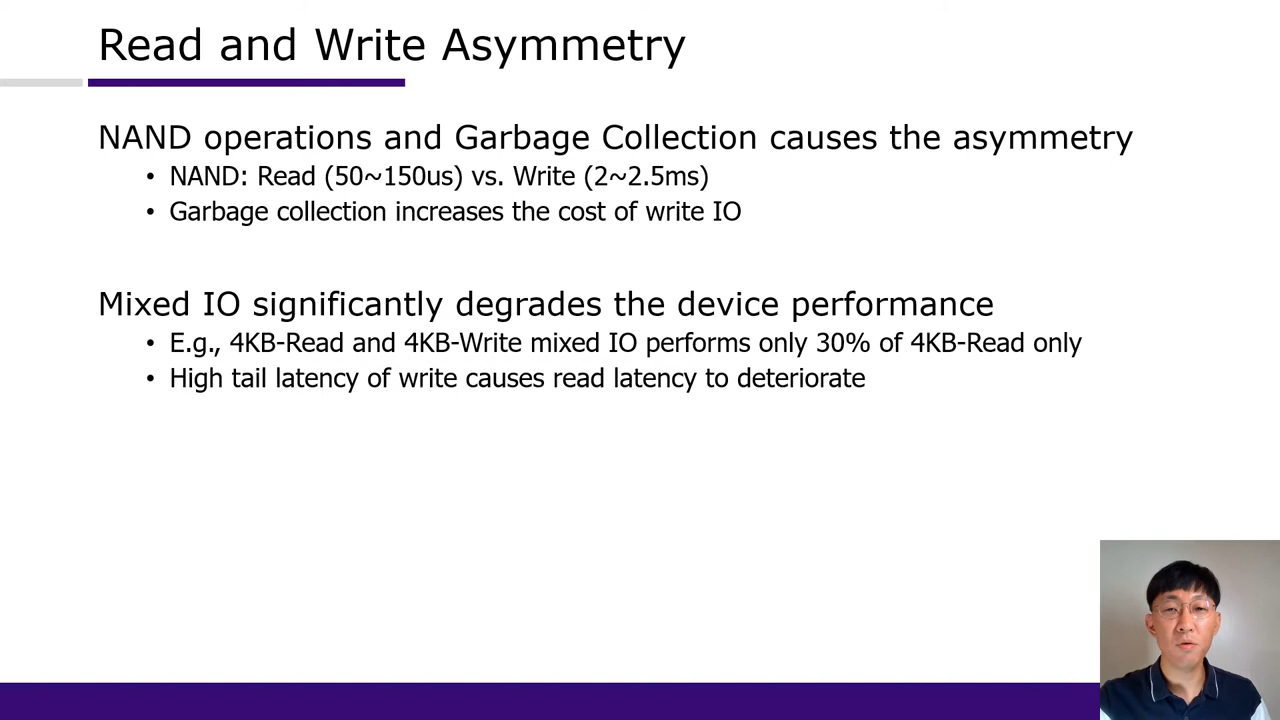 Read and Write Asymmetry
NAND operations and Garbage Collection causes the asymmetry
• NAND: Read (50~150us) vs. Write (2~2.5ms)
• Garbage collection increases the cost of write IO
Mixed IO significantly degrades the device performance
• E.g., 4KB-Read and 4KB-Write mixed IO performs only 30% of 4KB-Read only
• High tail latency of write causes read latency to deteriorate